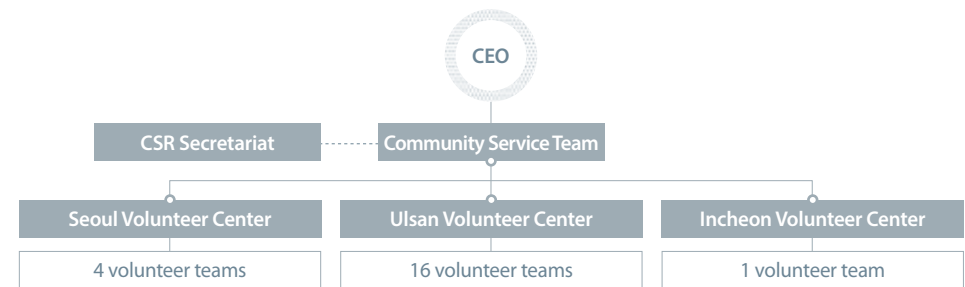 CEO
CSR Secretariat
Community Service Team
Seoul Volunteer Center
Ulsan Volunteer Center
Incheon Volunteer Center
4 volunteer teams
16 volunteer teams
1 volunteer team